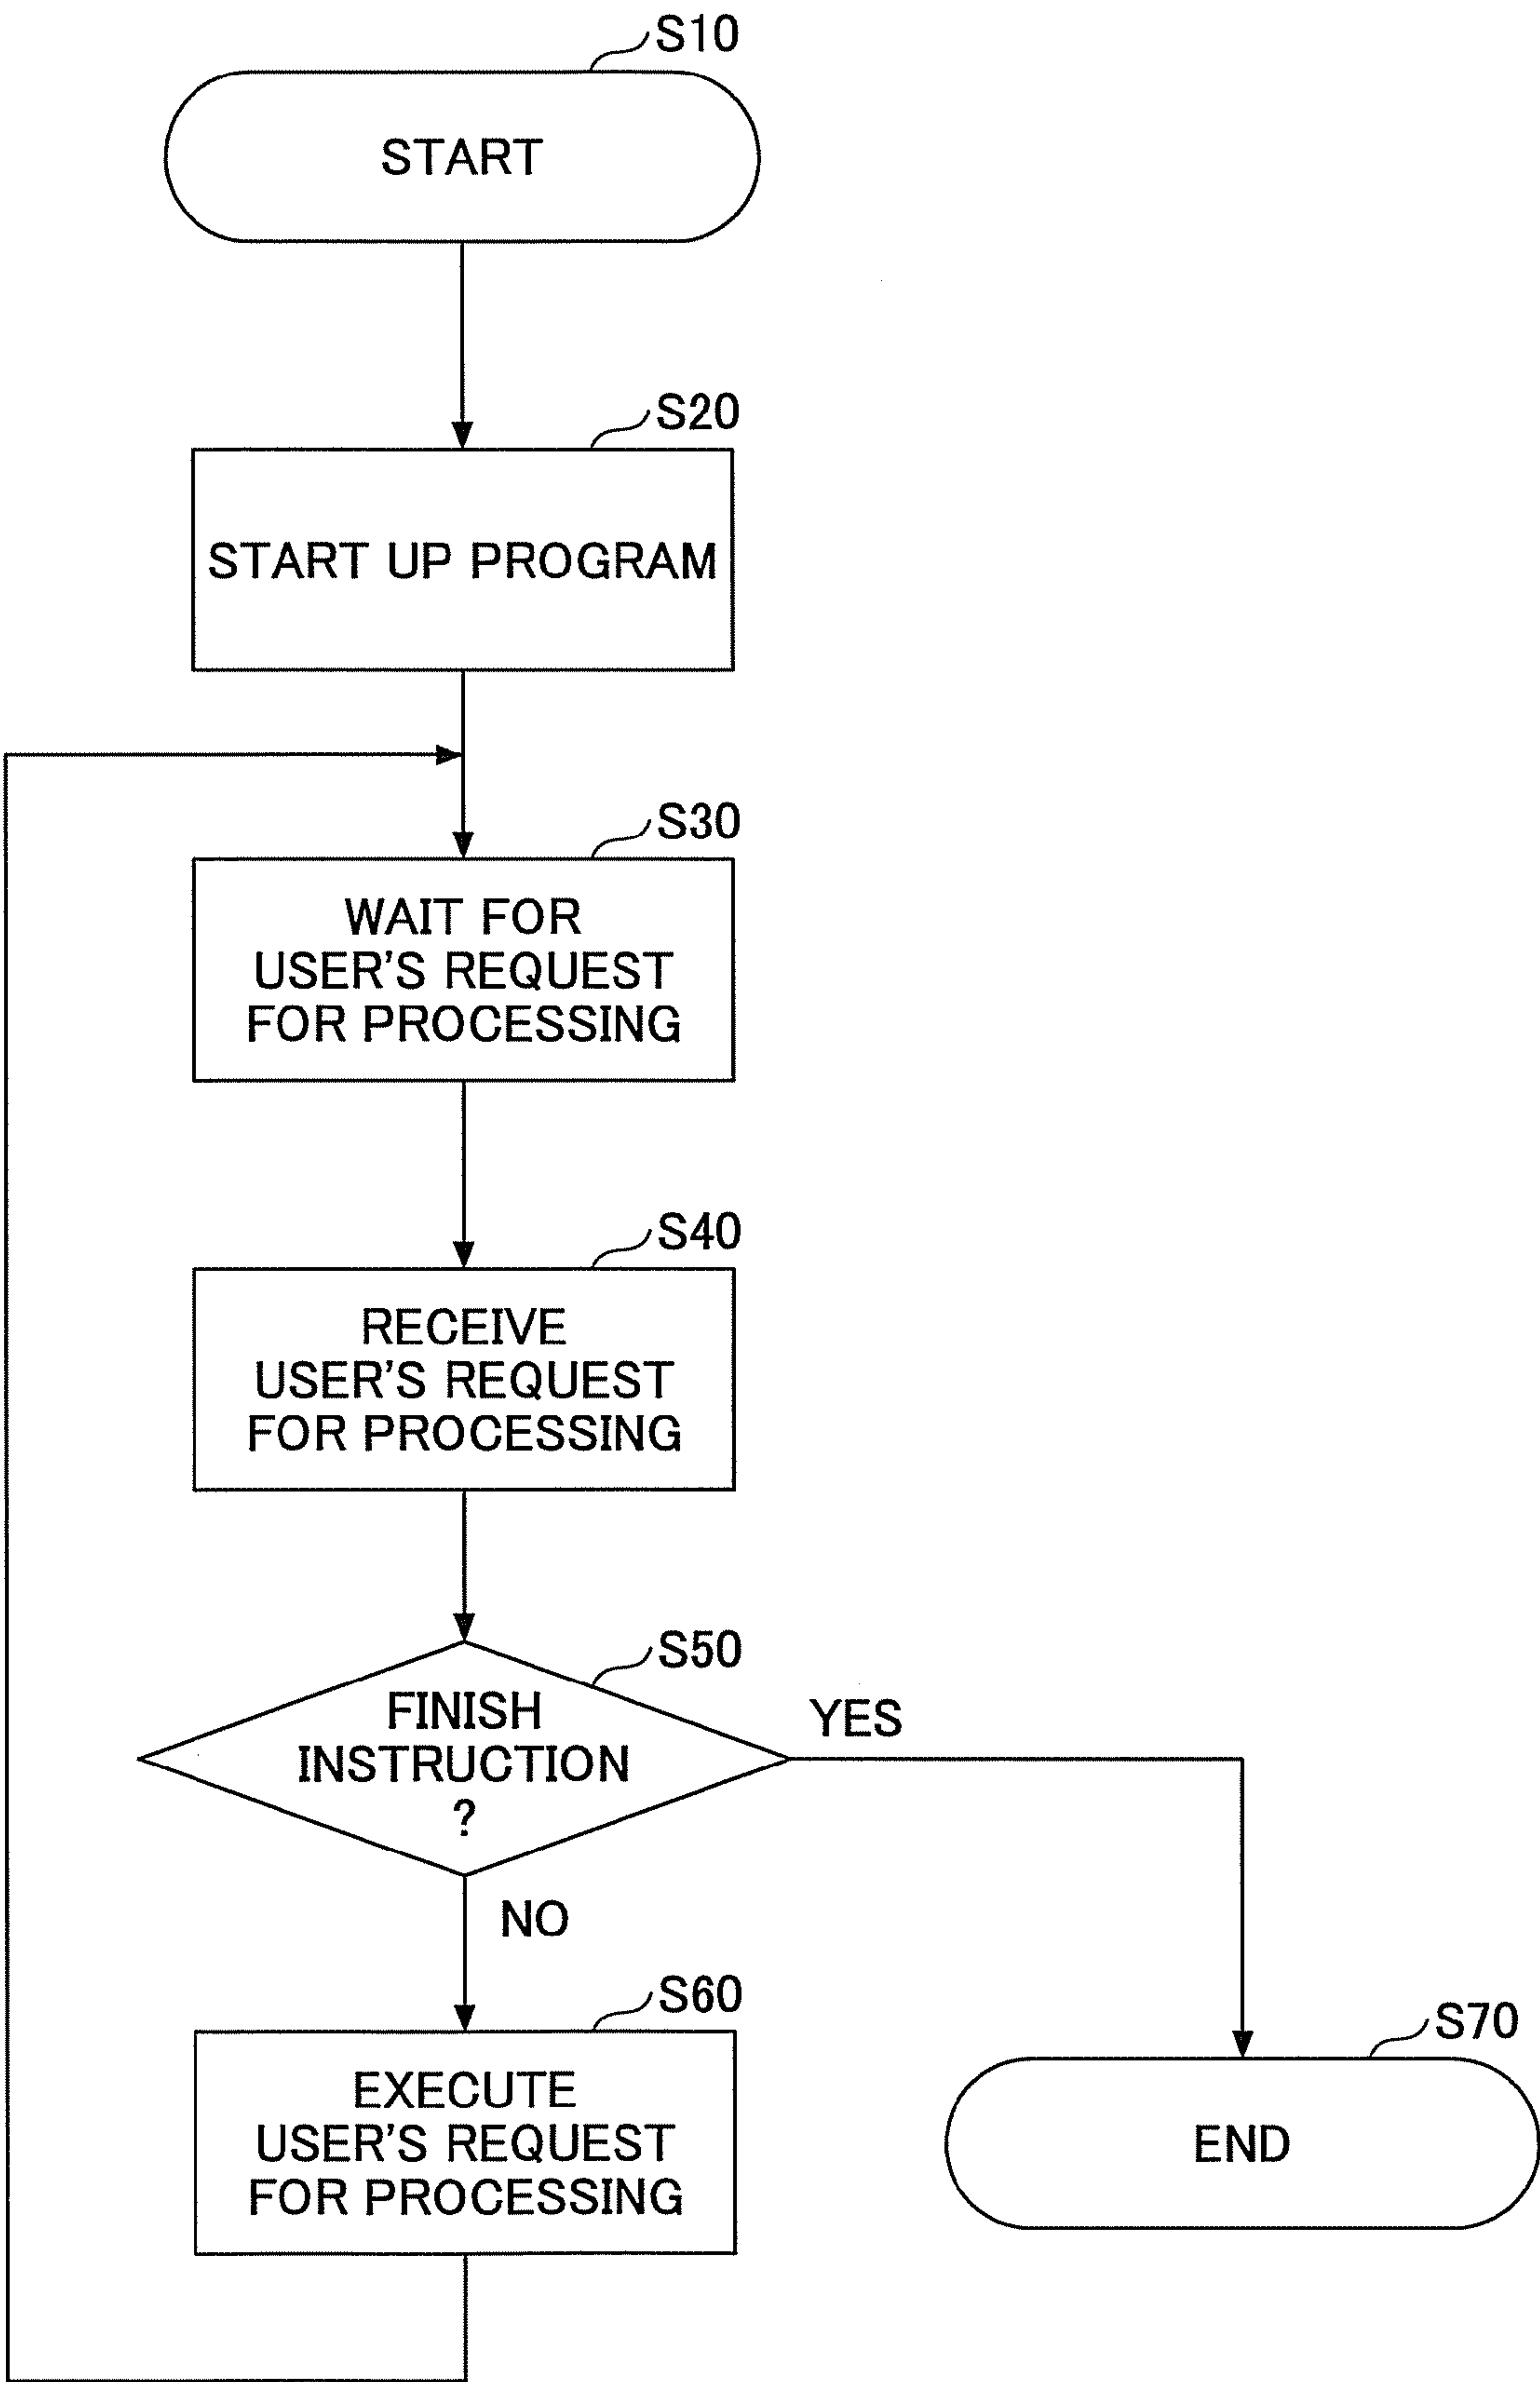 S10
START
S20
START UP PROGRAM
S30
WAIT FOR
USER'S REQUEST
FOR PROCESSING
S40
RECEIVE
USER'S REQUEST
FOR PROCESSING
S50
FINISH
INSTRUCTION
?
YES
NO
S60
EXECUTE
USER'S REQUEST
FOR PROCESSING
S70
END